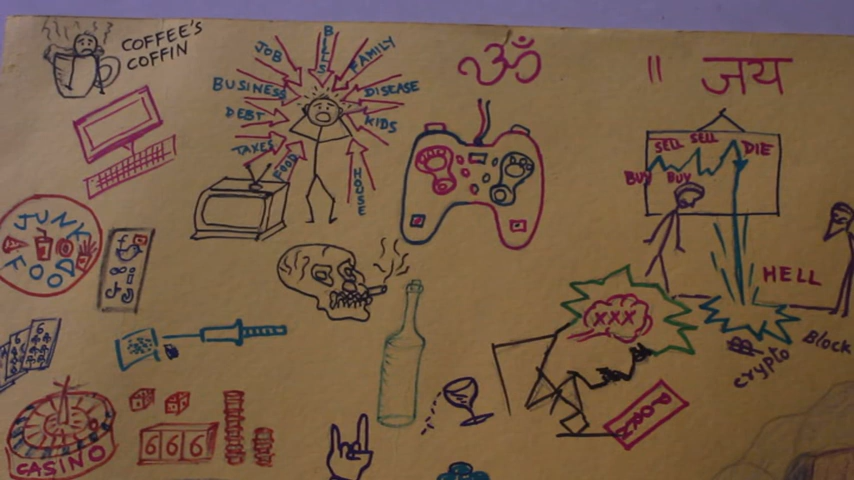 COFFEE'S
COFFIN
JOB
BILLS
FAMILY
BUSINESS
DISEASE
DEBT
KIDS
TAXES
FOOD
HOUSE
ॐ
॥ जय
SELL SELL
DIE
BUY BUY
HELL
JUNK
FOOD
XXX
crypto
Block
PORN
666
CASINO